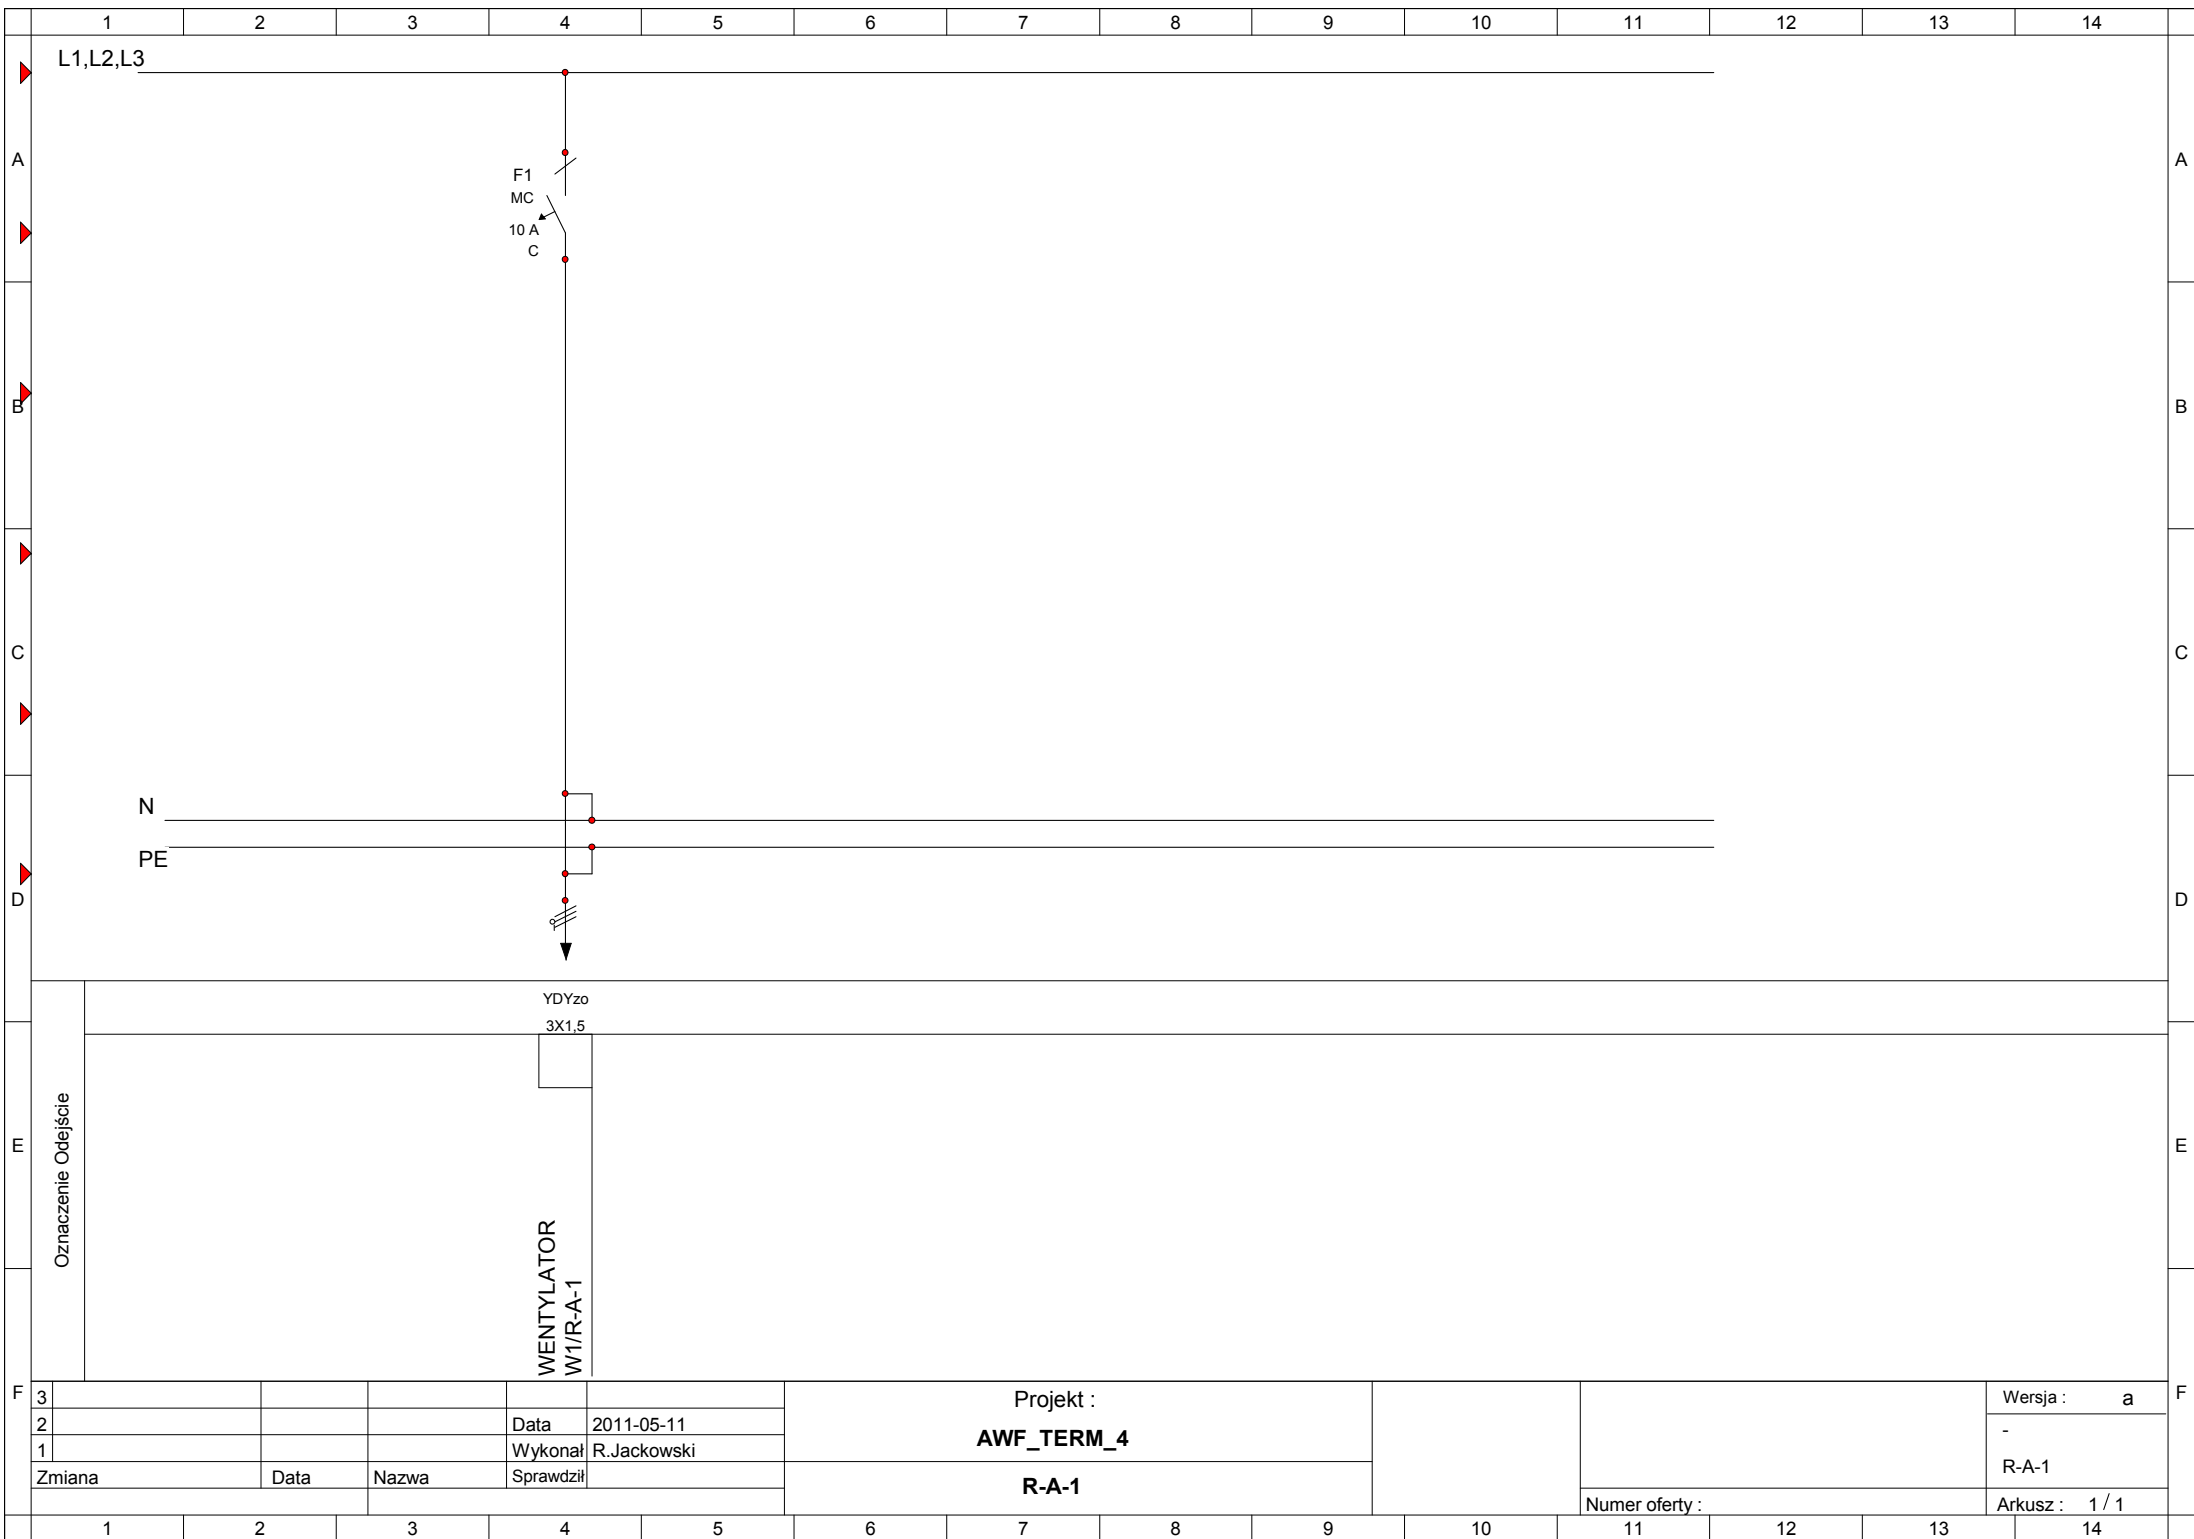 1 2 3 4 5 6 7 8 9 10 11 12 13 14
L1,L2,L3
A A
F1
MC
10 A
C
B B
C C
N
PE
D D
YDYzo
3X1,5
Oznaczenie Odejście
E E
WENTYLATOR
W1/R-A-1
F F
3
2 Data 2011-05-11
1 Wykonał R.Jackowski
Zmiana Data Nazwa Sprawdził
Projekt :
AWF_TERM_4
R-A-1
Numer oferty :
Wersja : a
-
R-A-1
Arkusz : 1 / 1
1 2 3 4 5 6 7 8 9 10 11 12 13 14